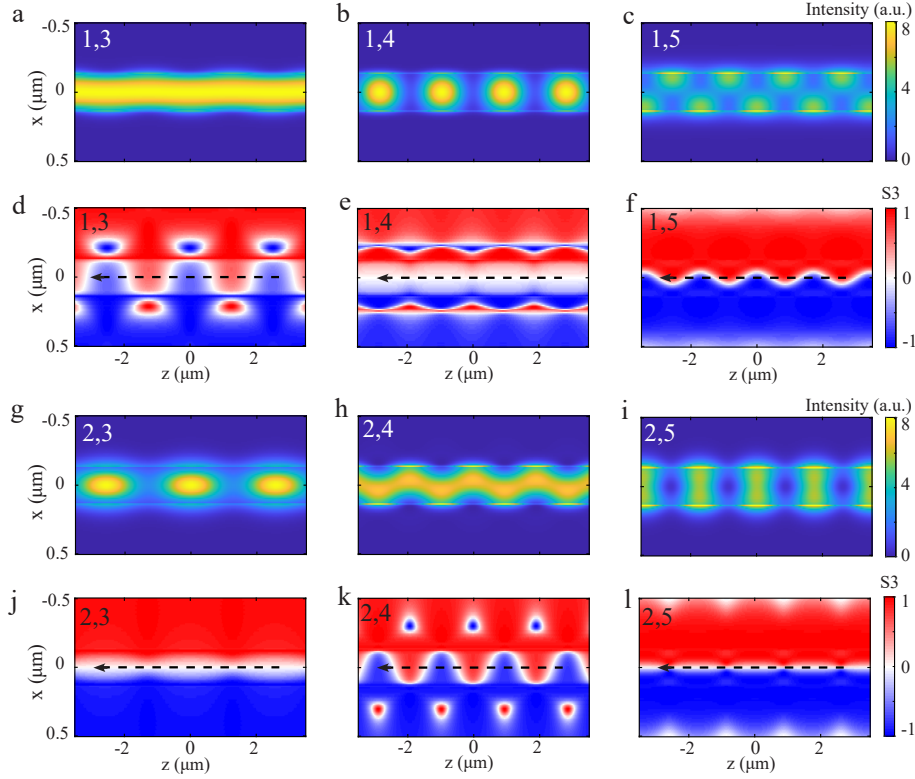 a b c Intensity (a.u.)
1,3 1,4 1,5 8
-0.5
0
0.5
x (μm)
0
d e f S3
1,3 1,4 1,5 1
-0.5
0
0.5
x (μm)
-1
-2 0 2 -2 0 2 -2 0 2
z (μm) z (μm) z (μm)
g h i Intensity (a.u.)
2,3 2,4 2,5 8
-0.5
0
0.5
x (μm)
0
j k l S3
2,3 2,4 2,5 1
-0.5
0
0.5
x (μm)
-1
-2 0 2 -2 0 2 -2 0 2
z (μm) z (μm) z (μm)